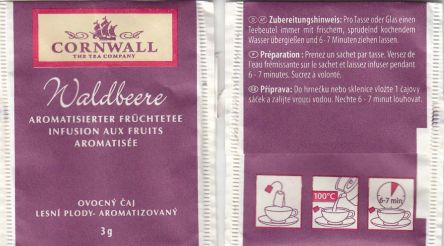 CORNWALL
THE TEA COMPANY
Waldbeere
AROMATISIERTER FRÜCHTETEE
INFUSION AUX FRUITS
AROMATISÉE
OVOCNÝ ČAJ
LESNÍ PLODY- AROMATIZOVANÝ
3g
Zubereitungshinweis: Pro Tasse oder Glas einen
Teebeutel immer mit frischem, sprudelnd kochendem
Wasser übergießen und 6 - 7 Minuten ziehen lassen.
Préparation : Prenez un sachet par tasse. Versez de
l'eau frémissante sur le sachet et laissez infuser pendant
6 - 7 minutes. Sucrez a volonté.
Příprava: Do hrnečku nebo sklenice vložte 1 čajový
sáček a zalijte vroucí vodou. Nechte 6 - 7 minut louhovat.
100°C
6-7 min